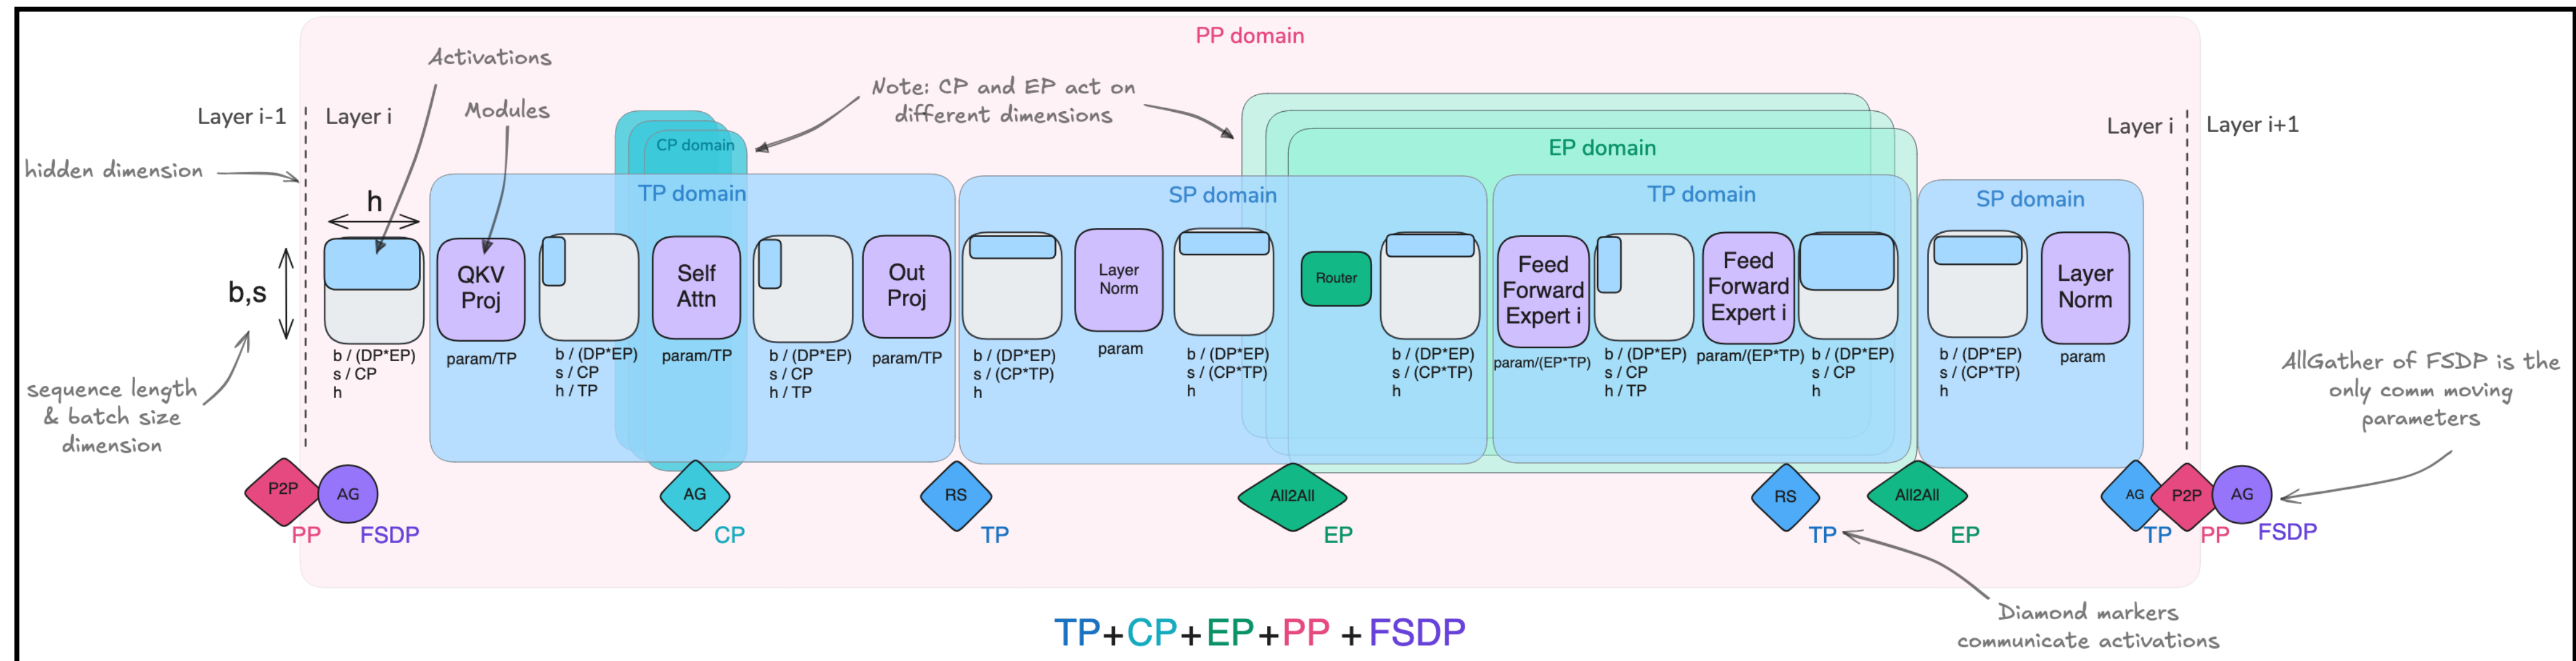 PP domain
Activations
Modules
Note: CP and EP act on
different dimensions
Layer i-1
Layer i
Layer i
Layer i+1
hidden dimension
CP domain
EP domain
TP domain
SP domain
TP domain
SP domain
h
b,s
QKV
Proj
Self
Attn
Out
Proj
Layer
Norm
Router
Feed
Forward
Expert i
Feed
Forward
Expert i
Layer
Norm
b / (DP*EP)
s / CP
h
param/TP
b / (DP*EP)
s / CP
h / TP
param/TP
b / (DP*EP)
s / CP
h / TP
param/TP
b / (DP*EP)
s / (CP*TP)
h
param
b / (DP*EP)
s / (CP*TP)
h
b / (DP*EP)
s / (CP*TP)
h
param/(EP*TP)
b / (DP*EP)
s / CP
h / TP
param/(EP*TP)
b / (DP*EP)
s / CP
h
b / (DP*EP)
s / (CP*TP)
h
param
sequence length
& batch size
dimension
AllGather of FSDP is the
only comm moving
parameters
P2P
PP
AG
FSDP
AG
CP
RS
TP
All2All
EP
RS
TP
All2All
EP
AG
TP
P2P
PP
AG
FSDP
Diamond markers
communicate activations
TP+CP+EP+PP +FSDP